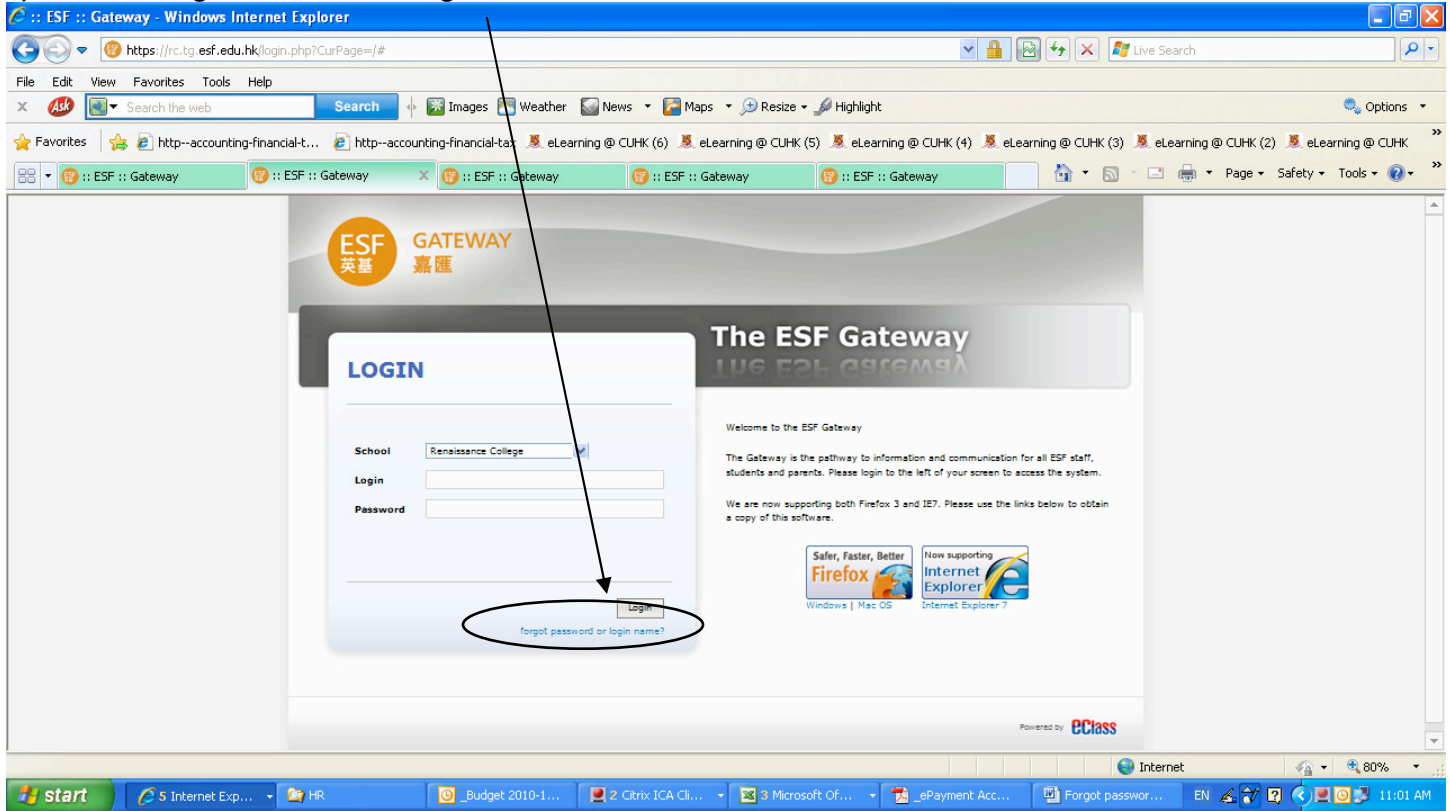 :: ESF :: Gateway - Windows Internet Explorer
https://rc.tg.esf.edu.hk/login.php?CurPage=/#
Live Search
File Edit View Favorites Tools Help
x Ask Search the web Search Images Weather News Maps Resize Highlight Options
Favorites http--accounting-financial-t... http--accounting-financial-tax eLearning @ CUHK (6) eLearning @ CUHK (5) eLearning @ CUHK (4) eLearning @ CUHK (3) eLearning @ CUHK (2) eLearning @ CUHK
:: ESF :: Gateway :: ESF :: Gateway :: ESF :: Gateway :: ESF :: Gateway :: ESF :: Gateway Page Safety Tools
ESF GATEWAY
英基 嘉匯
The ESF Gateway
LOGIN
Welcome to the ESF Gateway
School Renaissance College
The Gateway is the pathway to information and communication for all ESF staff,
students and parents. Please login to the left of your screen to access the system.
Login
Password
We are now supporting both Firefox 3 and IE7. Please use the links below to obtain
a copy of this software.
Safer, Faster, Better
Firefox
Now supporting
Internet
Explorer
Windows | Mac OS Internet Explorer 7
Login
forgot password or login name?
Powered by eClass
Internet 80%
start 5 Internet Exp... HR _Budget 2010-1... 2 Citrix ICA Cli... 3 Microsoft Of... _ePayment Acc... Forgot passwor... EN 11:01 AM